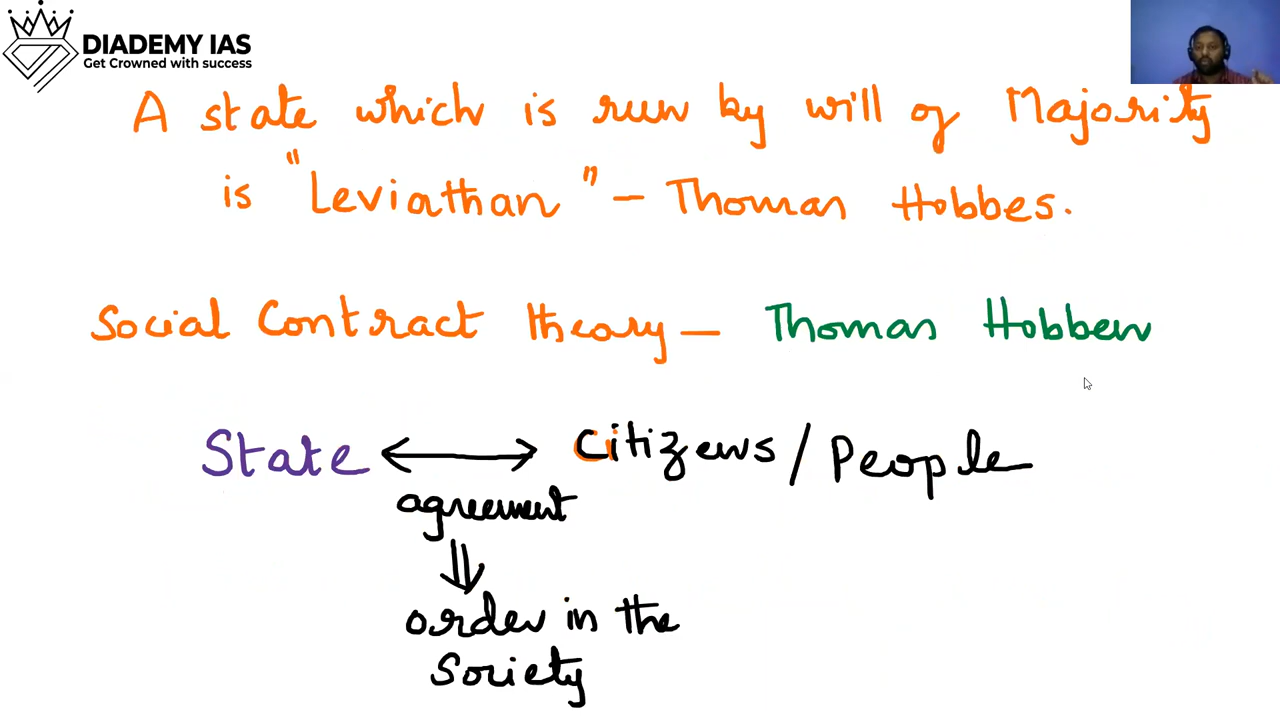 DIADEMY IAS
Get Crowned with success
A state which is run by will of Majority
is "Leviathan" - Thomas Hobbes.
Social Contract theory - Thomas Hobbes
State ↔ Citizens / People
agreement
⇓
order in the
Society